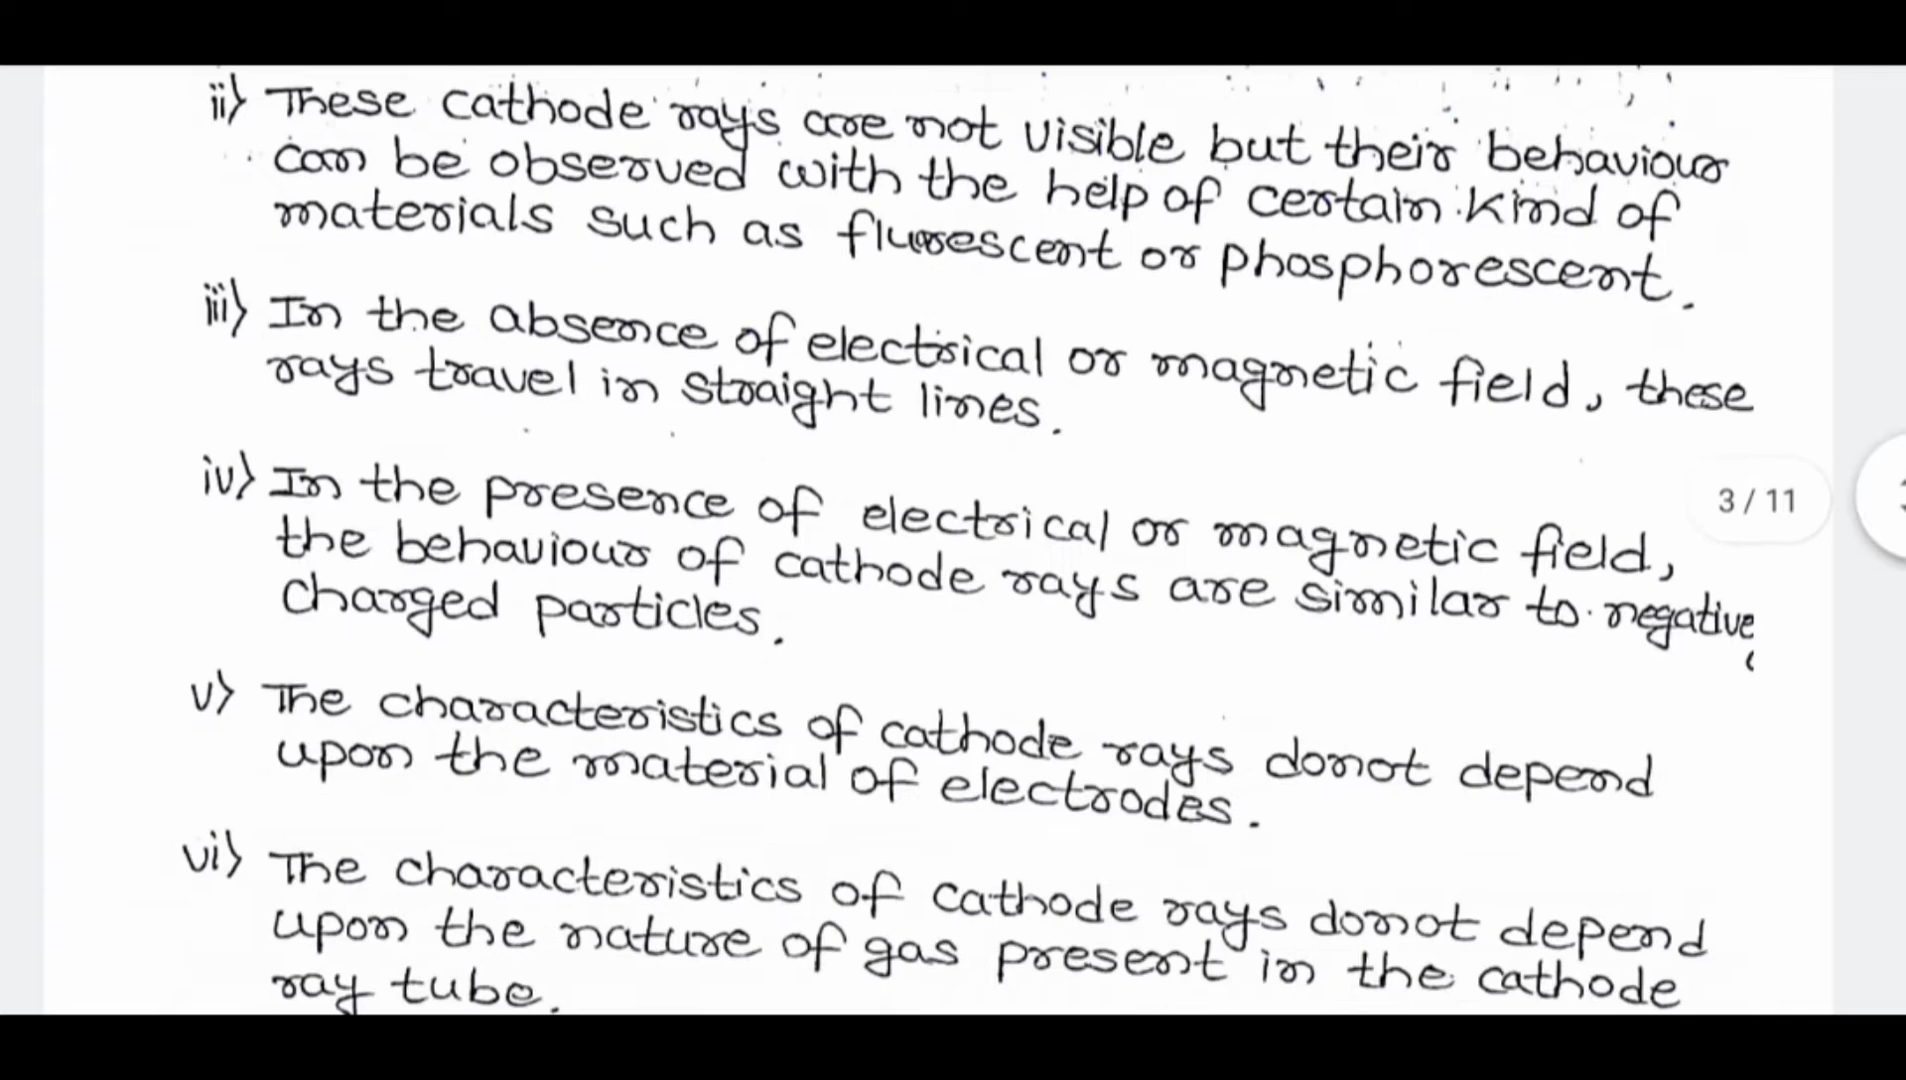 ii) These cathode rays are not visible but their behaviour
can be observed with the help of certain kind of
materials such as fluorescent or phosphorescent.
iii) In the absence of electrical or magnetic field, these
rays travel in straight lines.
iv) In the presence of electrical or magnetic field,
the behaviour of cathode rays are similar to negative
charged particles.
3 / 11
v) The characteristics of cathode rays donot depend
upon the material of electrodes.
vi) The characteristics of cathode rays donot depend
upon the nature of gas present in the cathode
ray tube.